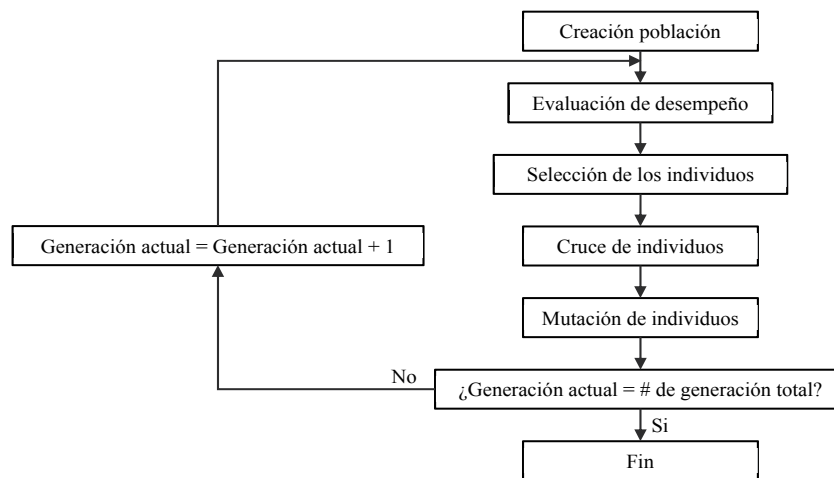 Creación población
Evaluación de desempeño
Selección de los individuos
Generación actual = Generación actual + 1
Cruce de individuos
Mutación de individuos
No
¿Generación actual = # de generación total?
Si
Fin